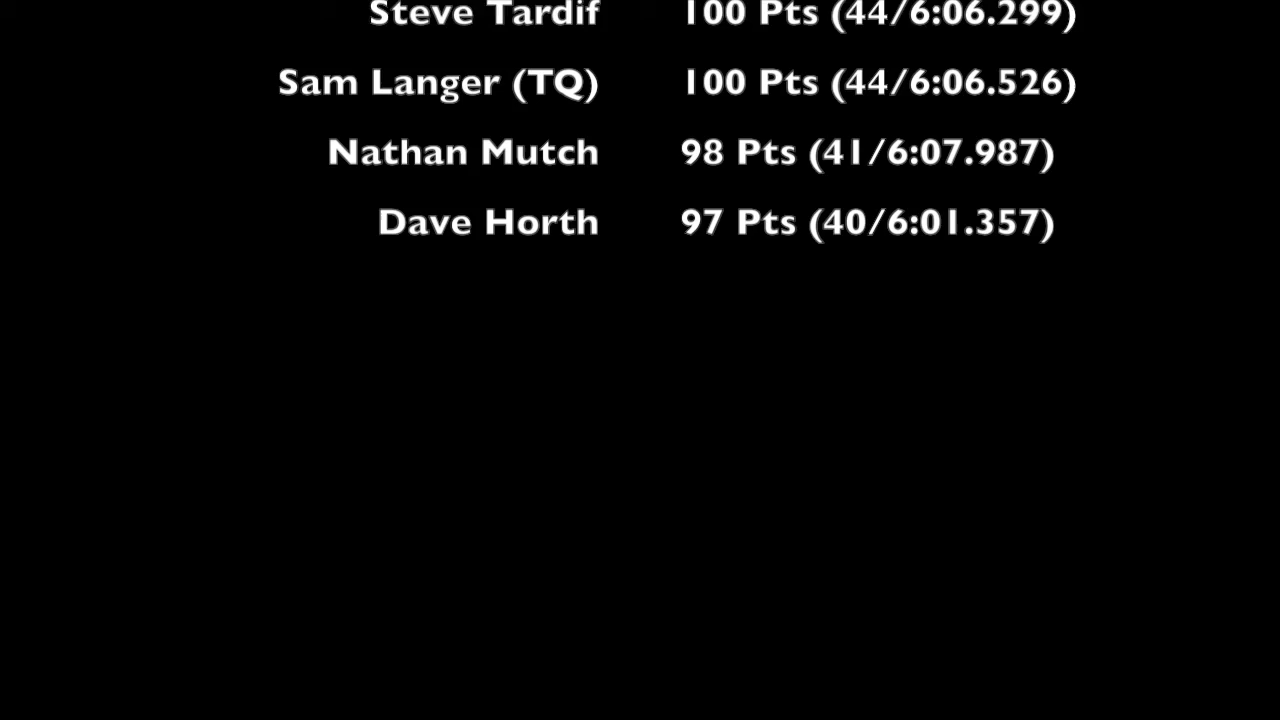 Steve Tardif 100 Pts (44/6:06.299)
Sam Langer (TQ) 100 Pts (44/6:06.526)
Nathan Mutch 98 Pts (41/6:07.987)
Dave Horth 97 Pts (40/6:01.357)